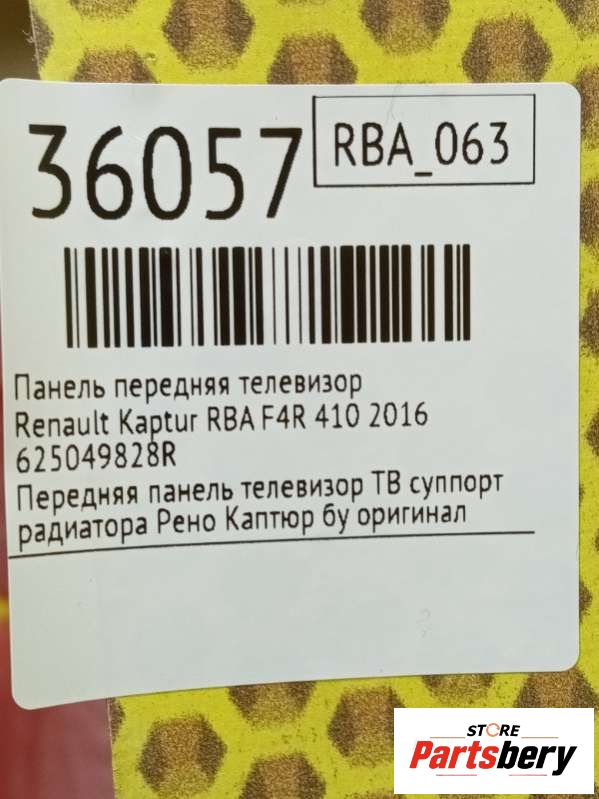 36057
RBA_063
Панель передняя телевизор
Renault Kaptur RBA F4R 410 2016
625049828R
Передняя панель телевизор ТВ суппорт
радиатора Рено Каптюр бу оригинал
STORE
Partsbery